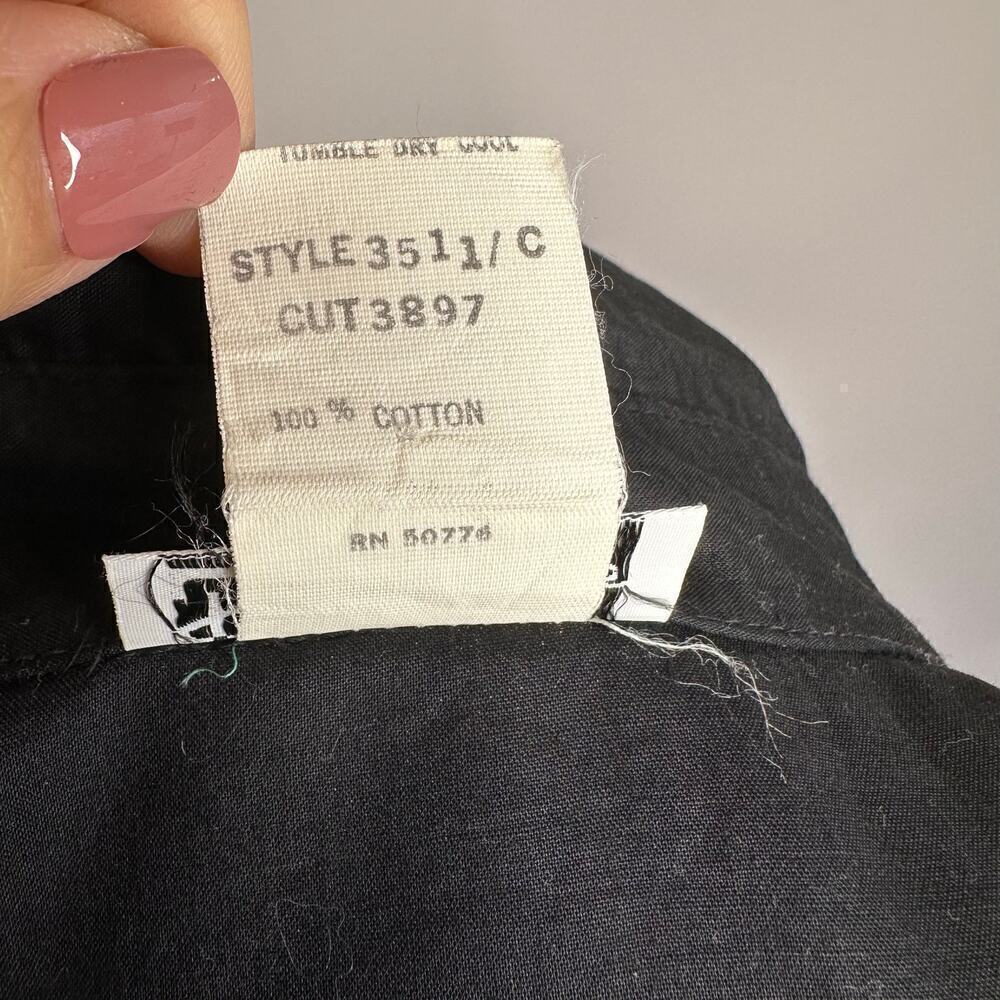 TUMBLE DRY COOL
STYLE 3511/ C
CUT 3897
100 % COTTON
RN 50776